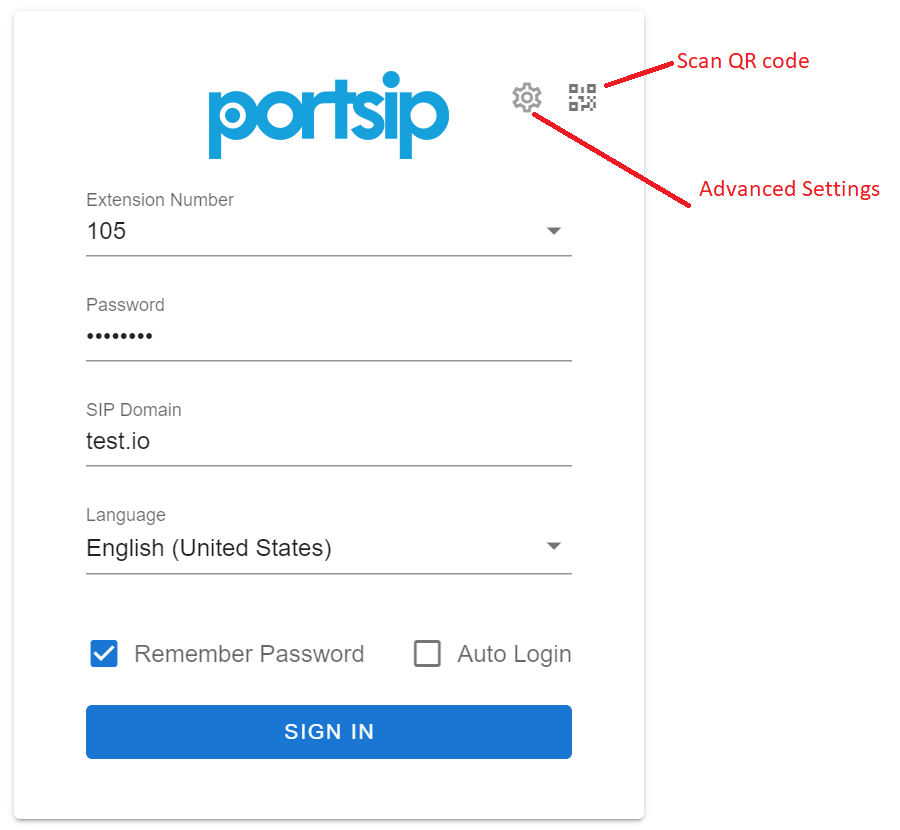 Scan QR code
portsip
Advanced Settings
Extension Number
105
Password
••••••••
SIP Domain
test.io
Language
English (United States)
Remember Password Auto Login
SIGN IN